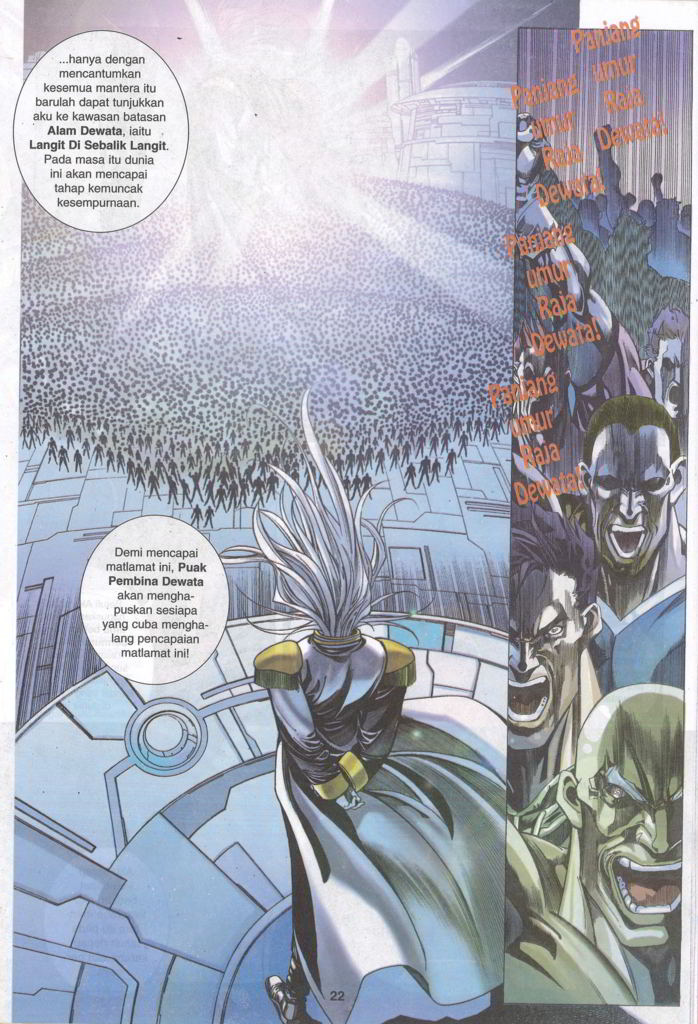 ...hanya dengan
mencantumkan
kesemua mantera itu
barulah dapat tunjukkan
aku ke kawasan batasan
Alam Dewata, iaitu
Langit Di Sebalik Langit.
Pada masa itu dunia
ini akan mencapai
tahap kemuncak
kesempurnaan.
Panjang
umur
Raja
Dewata!
Panjang
umur
Raja
Dewata!
Panjang
umur
Raja
Dewata!
Panjang
umur
Raja
Dewata!
Demi mencapai
matlamat ini, Puak
Pembina Dewata
akan mengha-
puskan sesiapa
yang cuba mengha-
lang pencapaian
matlamat ini!
22